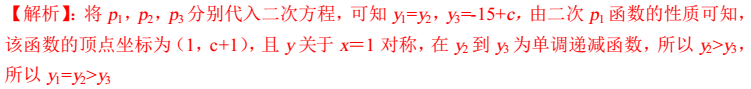 【解析】：将 p₁，p₂，p₃分别代入二次方程，可知 y₁=y₂，y₃=-15+c，由二次 p₁ 函数的性质可知，
该函数的顶点坐标为（1，c+1），且 y 关于 x＝1 对称，在 y₂ 到 y₃ 为单调递减函数，所以 y₂>y₃，
所以 y₁=y₂>y₃